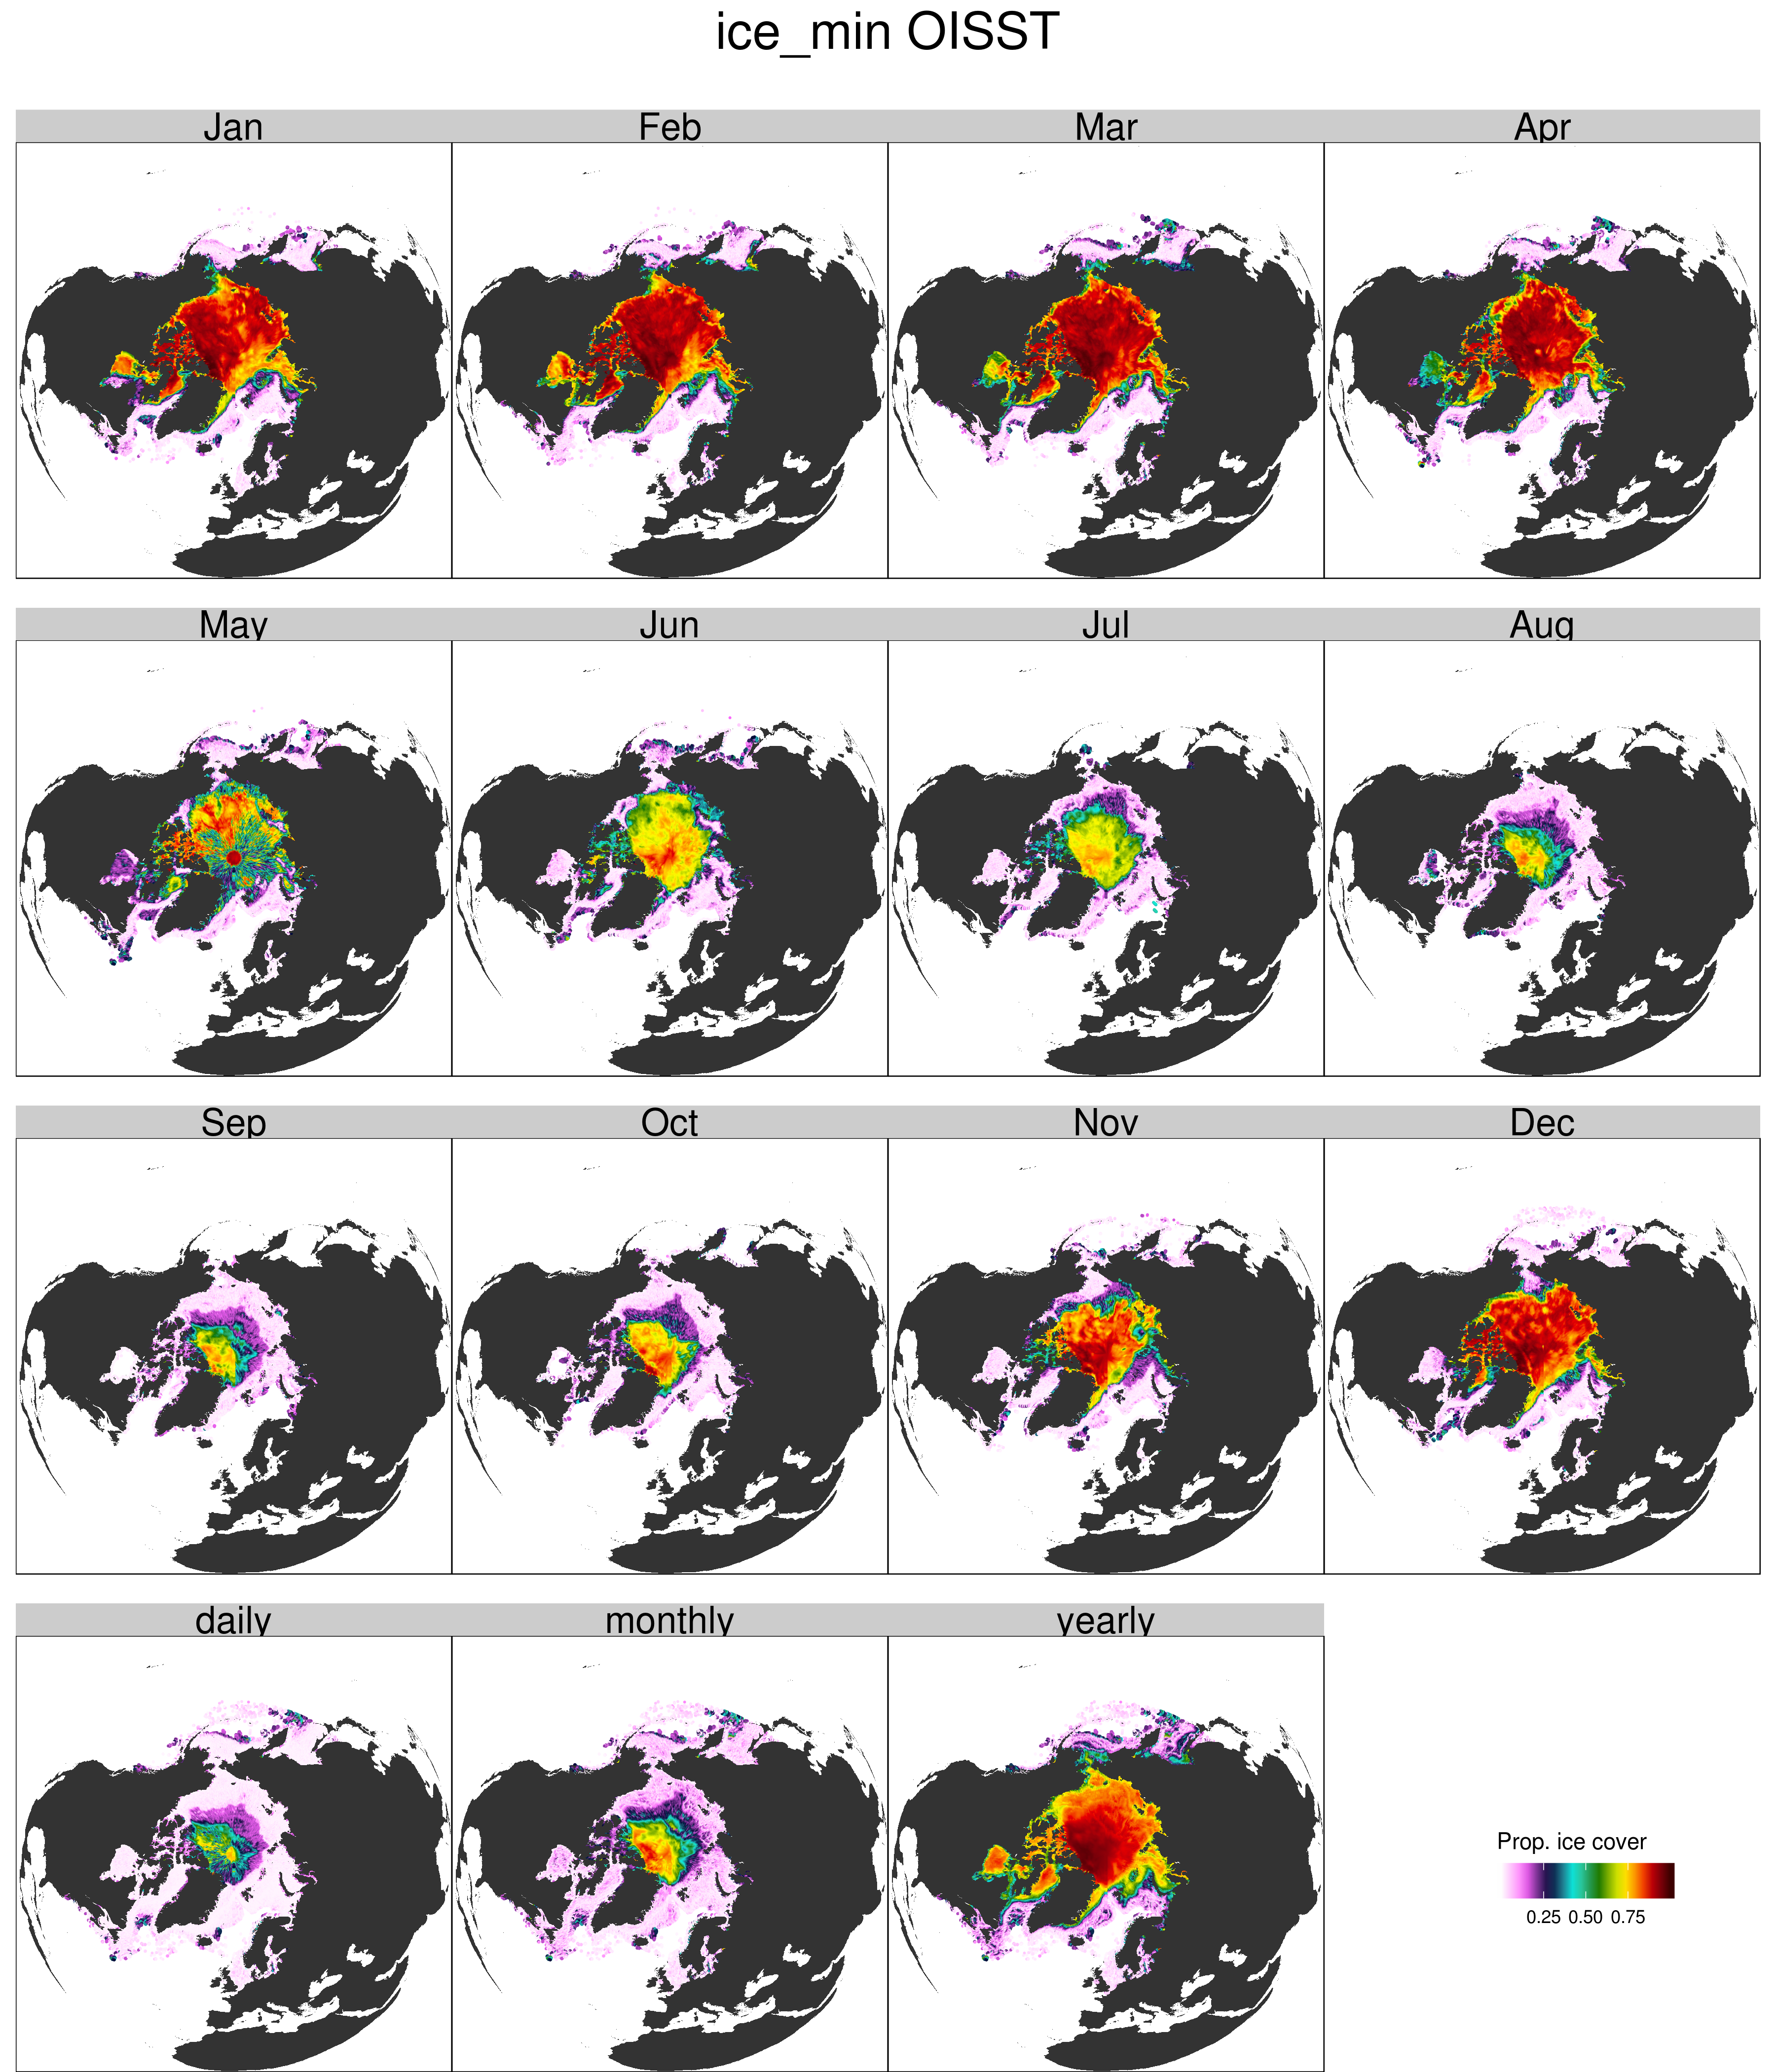 ice_min OISST
Jan Feb Mar Apr
May Jun Jul Aug
Sep Oct Nov Dec
daily monthly yearly
Prop. ice cover
0.25 0.50 0.75